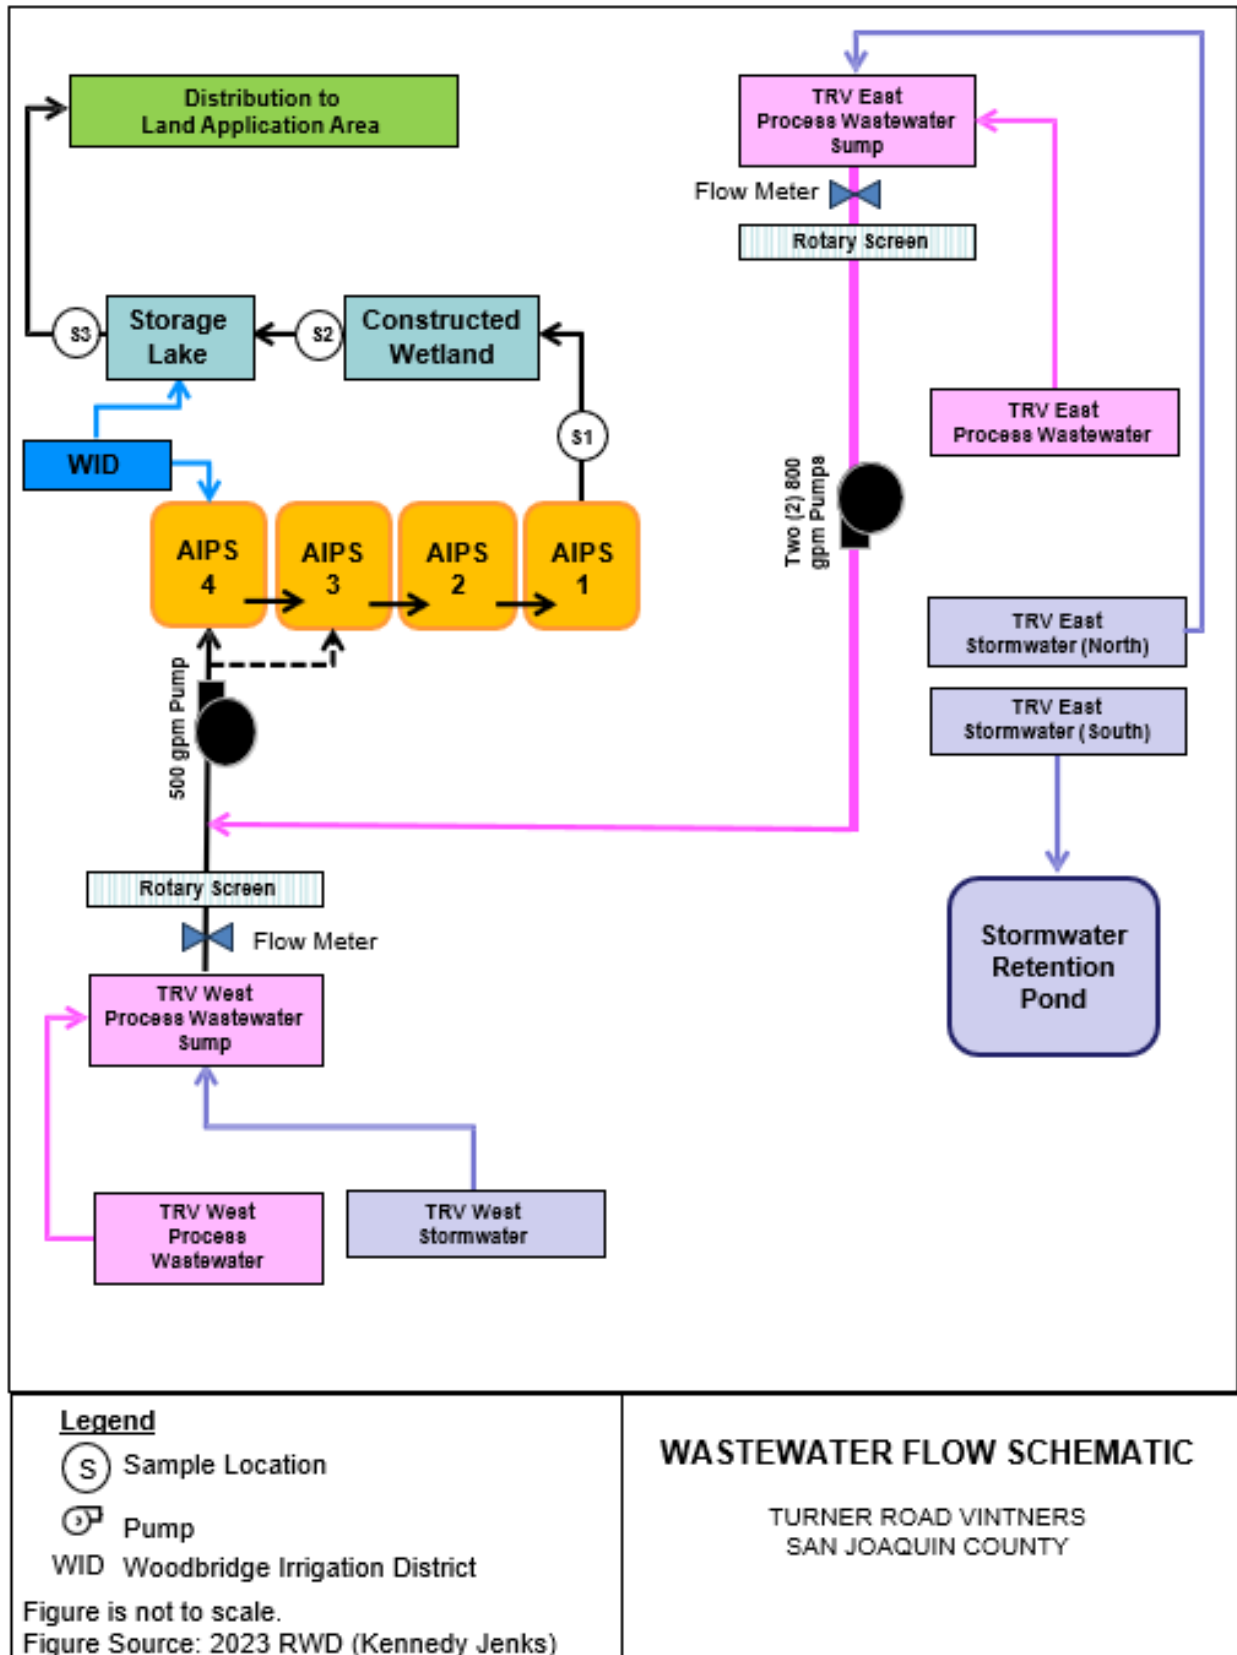 Distribution to
Land Application Area
TRV East
Process Wastewater
Sump
Flow Meter
Rotary Screen
S3
Storage
Lake
S2
Constructed
Wetland
S1
TRV East
Process Wastewater
WID
Two (2) 800
gpm Pumps
AIPS
4
AIPS
3
AIPS
2
AIPS
1
TRV East
Stormwater (North)
TRV East
Stormwater (South)
500 gpm Pump
Rotary Screen
Flow Meter
Stormwater
Retention
Pond
TRV West
Process Wastewater
Sump
TRV West
Process
Wastewater
TRV West
Stormwater
Legend
S Sample Location
Pump
WID Woodbridge Irrigation District
Figure is not to scale.
Figure Source: 2023 RWD (Kennedy Jenks)
WASTEWATER FLOW SCHEMATIC
TURNER ROAD VINTNERS
SAN JOAQUIN COUNTY